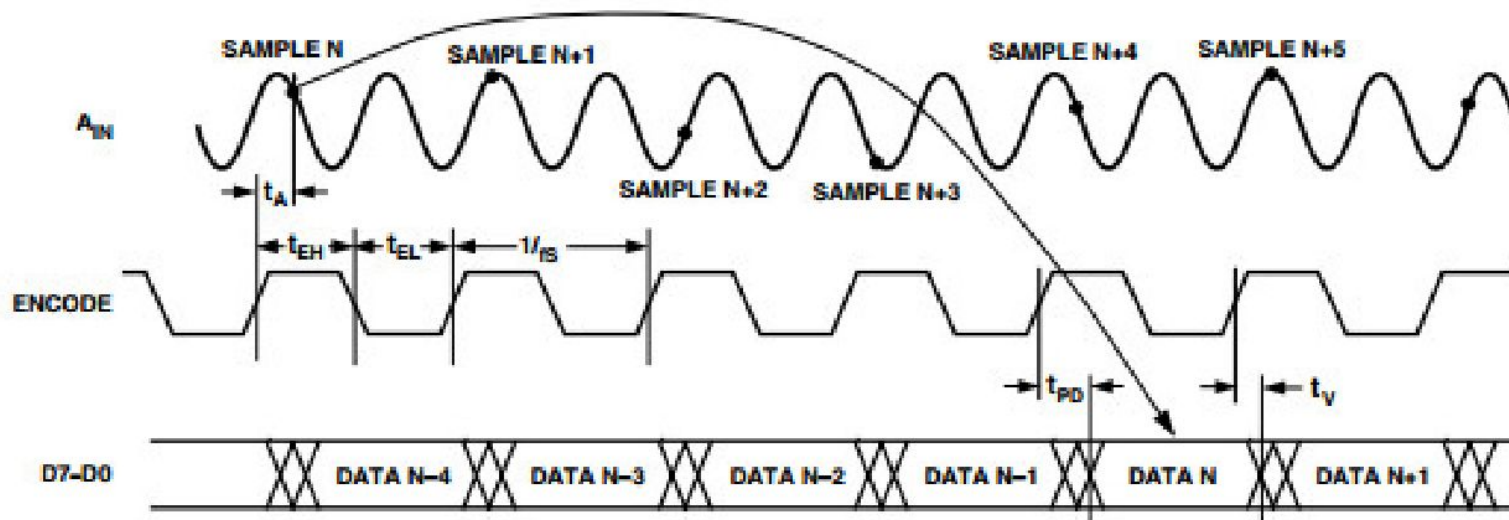 SAMPLE N
SAMPLE N+1
SAMPLE N+4
SAMPLE N+5
AIN
SAMPLE N+2
SAMPLE N+3
tA
tEH
tEL
1/fS
ENCODE
tPD
tV
D7–D0
DATA N–4
DATA N–3
DATA N–2
DATA N–1
DATA N
DATA N+1